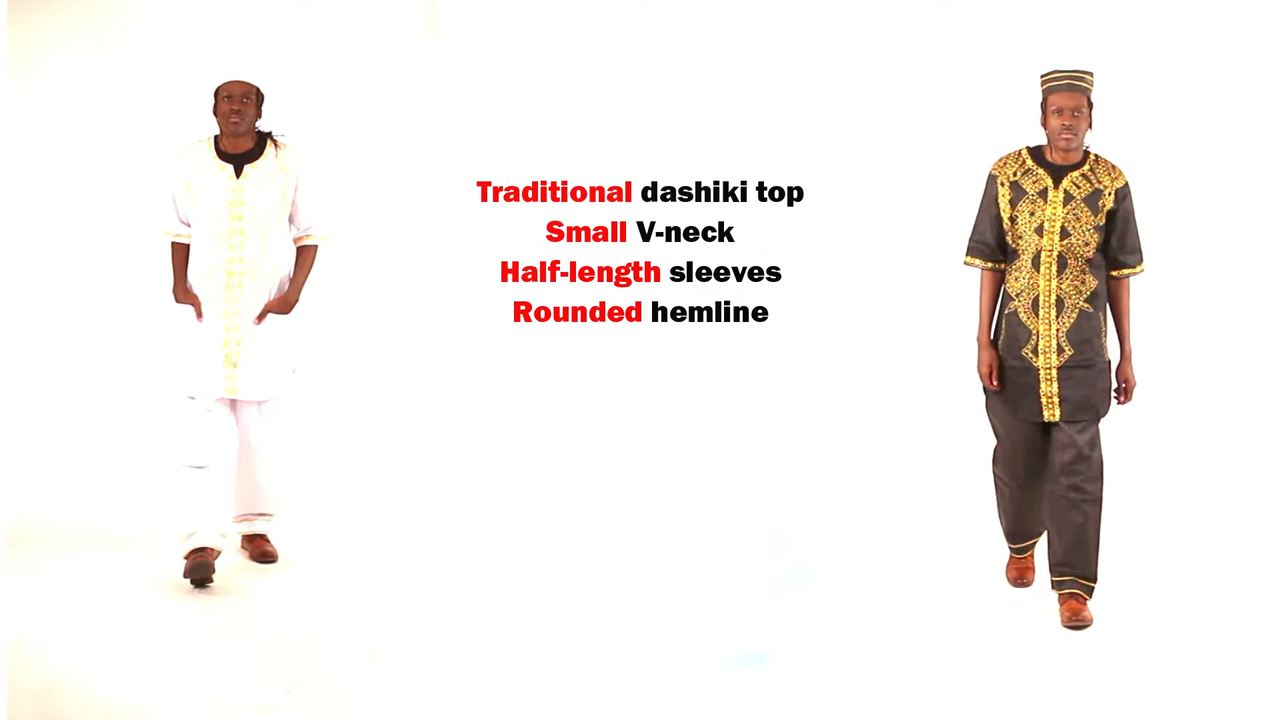 Traditional dashiki top
Small V-neck
Half-length sleeves
Rounded hemline